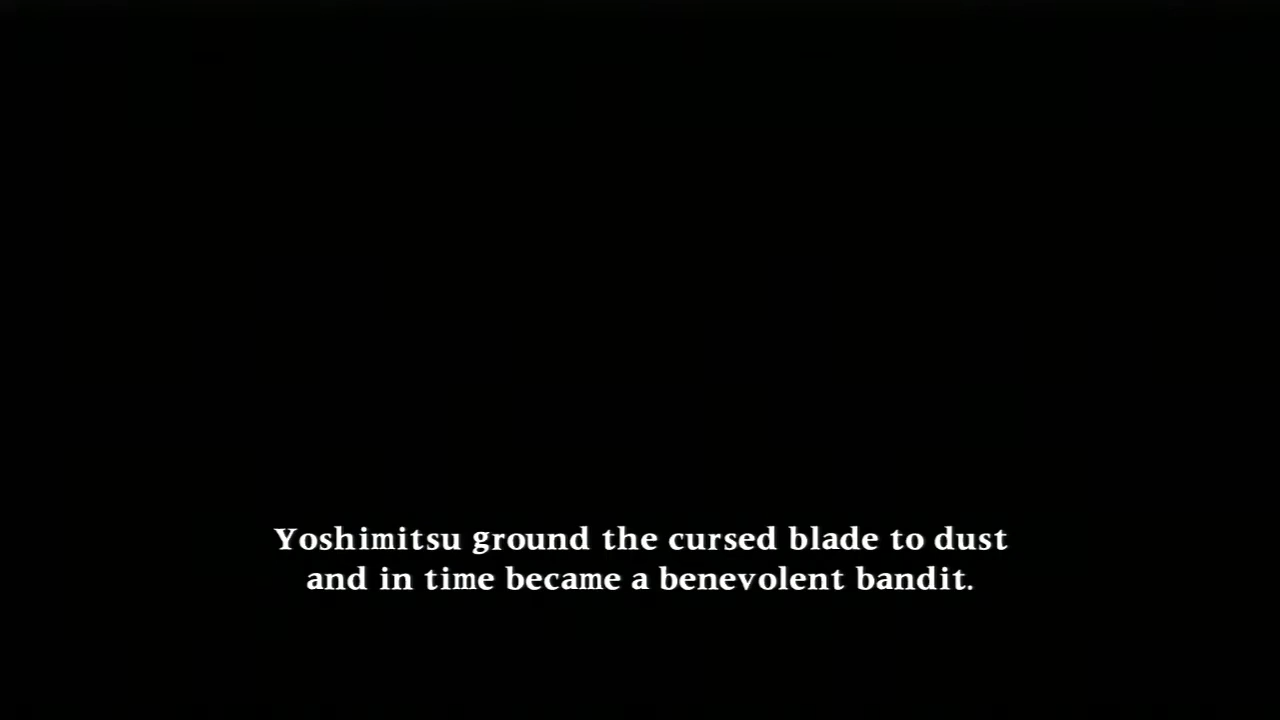 Yoshimitsu ground the cursed blade to dust
and in time became a benevolent bandit.